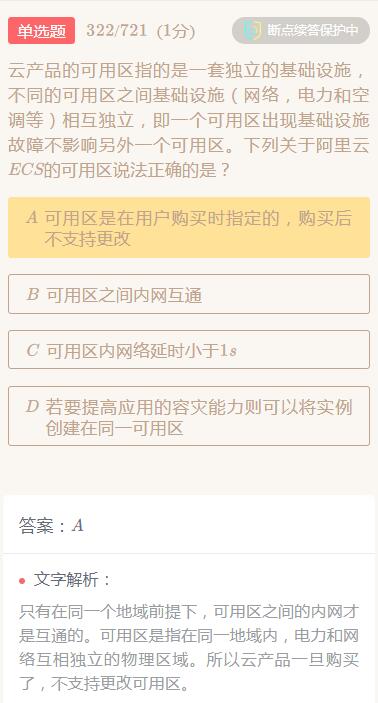 单选题 322/721 (1分) 断点续答保护中
云产品的可用区指的是一套独立的基础设施，
不同的可用区之间基础设施（网络，电力和空
调等）相互独立，即一个可用区出现基础设施
故障不影响另外一个可用区。下列关于阿里云
ECS的可用区说法正确的是？
A 可用区是在用户购买时指定的，购买后
不支持更改
B 可用区之间内网互通
C 可用区内网络延时小于1s
D 若要提高应用的容灾能力则可以将实例
创建在同一可用区
答案：A
文字解析：
只有在同一个地域前提下，可用区之间的内网才
是互通的。可用区是指在同一地域内，电力和网
络互相独立的物理区域。所以云产品一旦购买
了，不支持更改可用区。